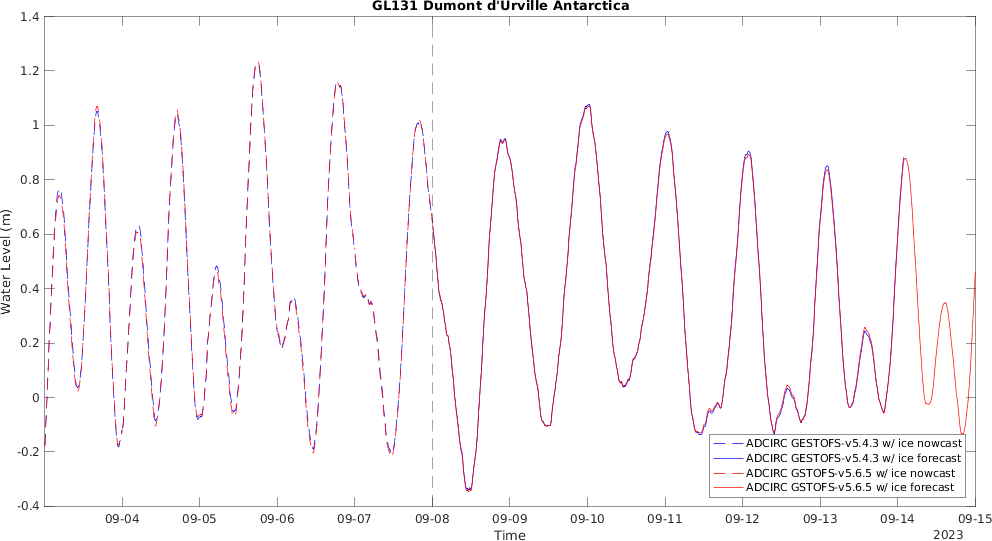 GL131 Dumont d'Urville Antarctica
1.4
1.2
1
0.8
0.6
0.4
0.2
0
-0.2
-0.4
Water Level (m)
ADCIRC GESTOFS-v5.4.3 w/ ice nowcast
ADCIRC GESTOFS-v5.4.3 w/ ice forecast
ADCIRC GSTOFS-v5.6.5 w/ ice nowcast
ADCIRC GSTOFS-v5.6.5 w/ ice forecast
09-04 09-05 09-06 09-07 09-08 09-09 09-10 09-11 09-12 09-13 09-14 09-15
Time
2023